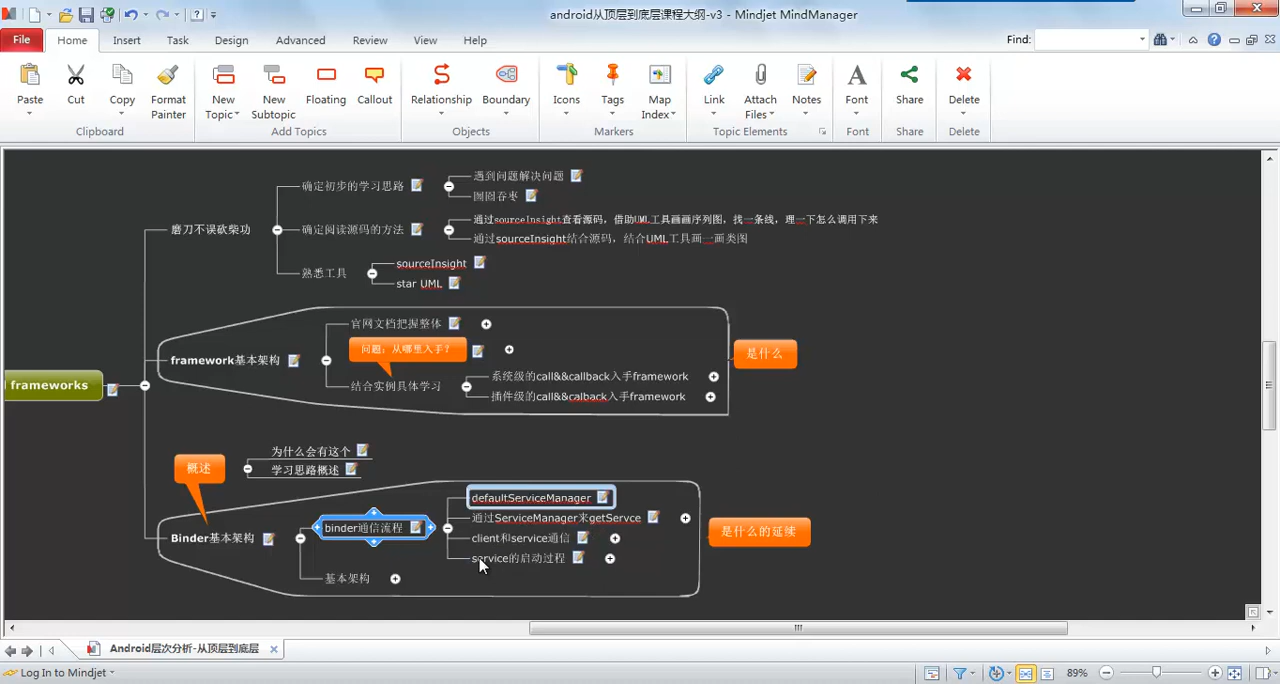 android从顶层到底层课程大纲-v3 - Mindjet MindManager
File Home Insert Task Design Advanced Review View Help Find:
Paste Cut Copy Format Painter New Topic New Subtopic Floating Callout Relationship Boundary Icons Tags Map Index Link Attach Files Notes Font Share Delete
Clipboard Add Topics Objects Markers Topic Elements Font Share Delete
磨刀不误砍柴功
确定初步的学习思路
遇到问题解决问题
囫囵吞枣
确定阅读源码的方法
通过sourceInsight查看源码，借助UML工具画画序列图，找一条线，理一下怎么调用下来
通过sourceInsight结合源码，结合UML工具画一画类图
熟悉工具
sourceInsight
star UML
frameworks
framework基本架构
官网文档把握整体
问题：从哪里入手？
结合实例具体学习
系统级的call&&callback入手framework
插件级的call&&calback入手framework
是什么
概述
为什么会有这个
学习思路概述
Binder基本架构
binder通信流程
defaultServiceManager
通过ServiceManager来getServce
client和service通信
service的启动过程
基本架构
是什么的延续
Android层次分析-从顶层到底层
Log In to Mindjet 89%